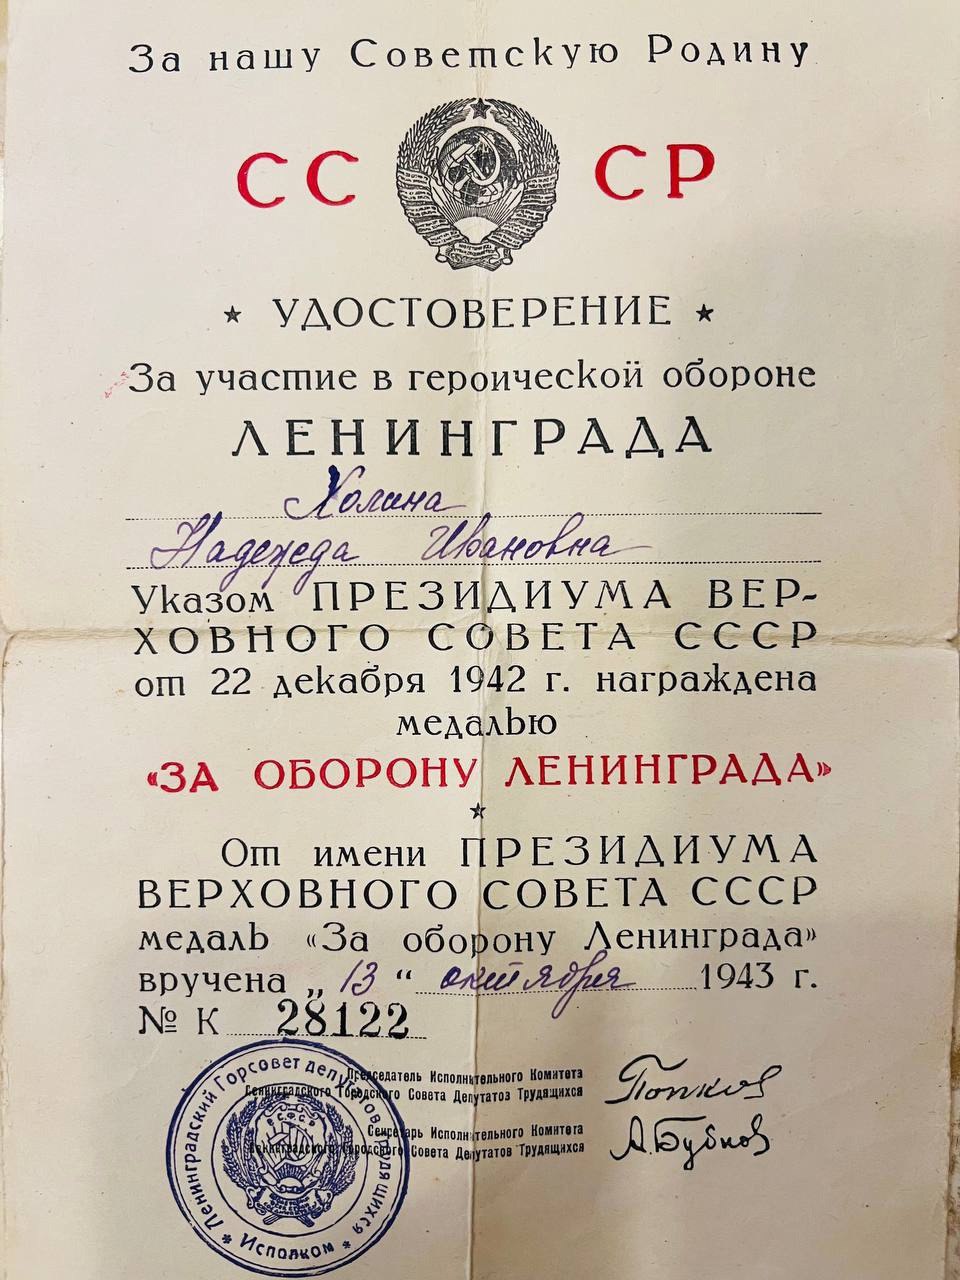 За нашу Советскую Родину
СССР
★ УДОСТОВЕРЕНИЕ ★
За участие в героической обороне
ЛЕНИНГРАДА
Холина
Надежда Ивановна
Указом ПРЕЗИДИУМА ВЕР-
ХОВНОГО СОВЕТА СССР
от 22 декабря 1942 г. награждена
медалью
«ЗА ОБОРОНУ ЛЕНИНГРАДА»
★
От имени ПРЕЗИДИУМА
ВЕРХОВНОГО СОВЕТА СССР
медаль «За оборону Ленинграда»
вручена „13“ октября 1943 г.
№ К 28122
Председатель Исполнительного Комитета
Ленинградского Городского Совета Депутатов Трудящихся
Попков
Секретарь Исполнительного Комитета
Ленинградского Городского Совета Депутатов Трудящихся
А. Бубнов
Ленинградский Горсовет депутатов трудящихся
★ Исполком ★
РСФСР